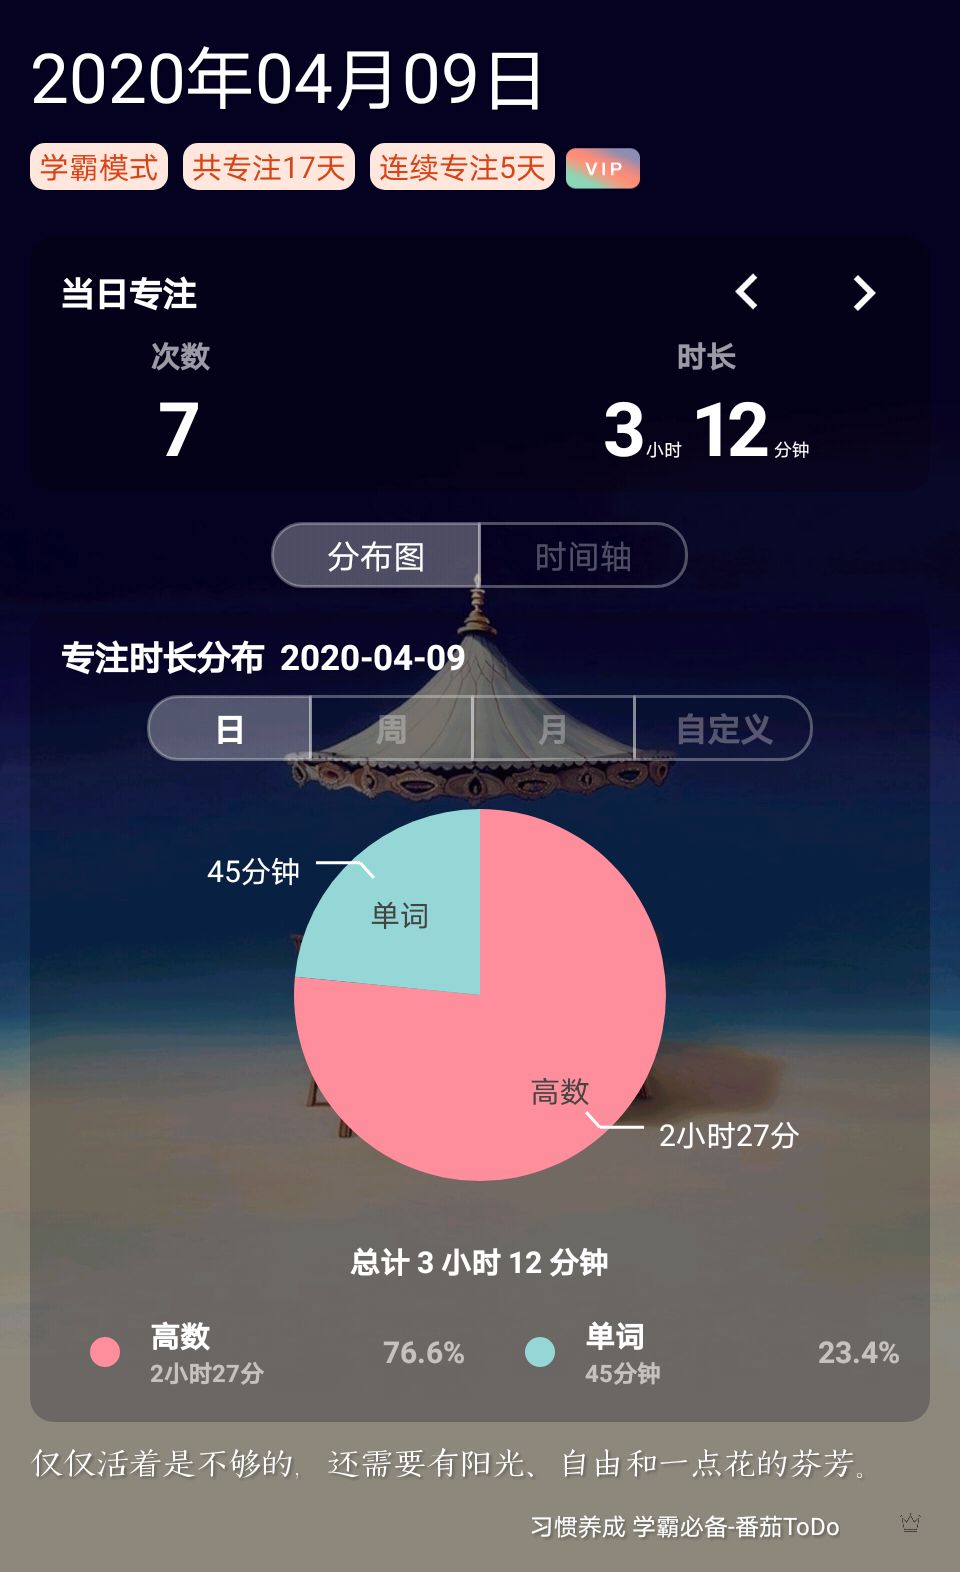 2020年04月09日
学霸模式 共专注17天 连续专注5天 VIP
当日专注
次数 时长
7 3小时 12分钟
分布图 时间轴
专注时长分布 2020-04-09
日 周 月 自定义
45分钟
单词
高数
2小时27分
总计 3 小时 12 分钟
高数 76.6% 单词 23.4%
2小时27分 45分钟
仅仅活着是不够的，还需要有阳光、自由和一点花的芬芳。
习惯养成 学霸必备-番茄ToDo